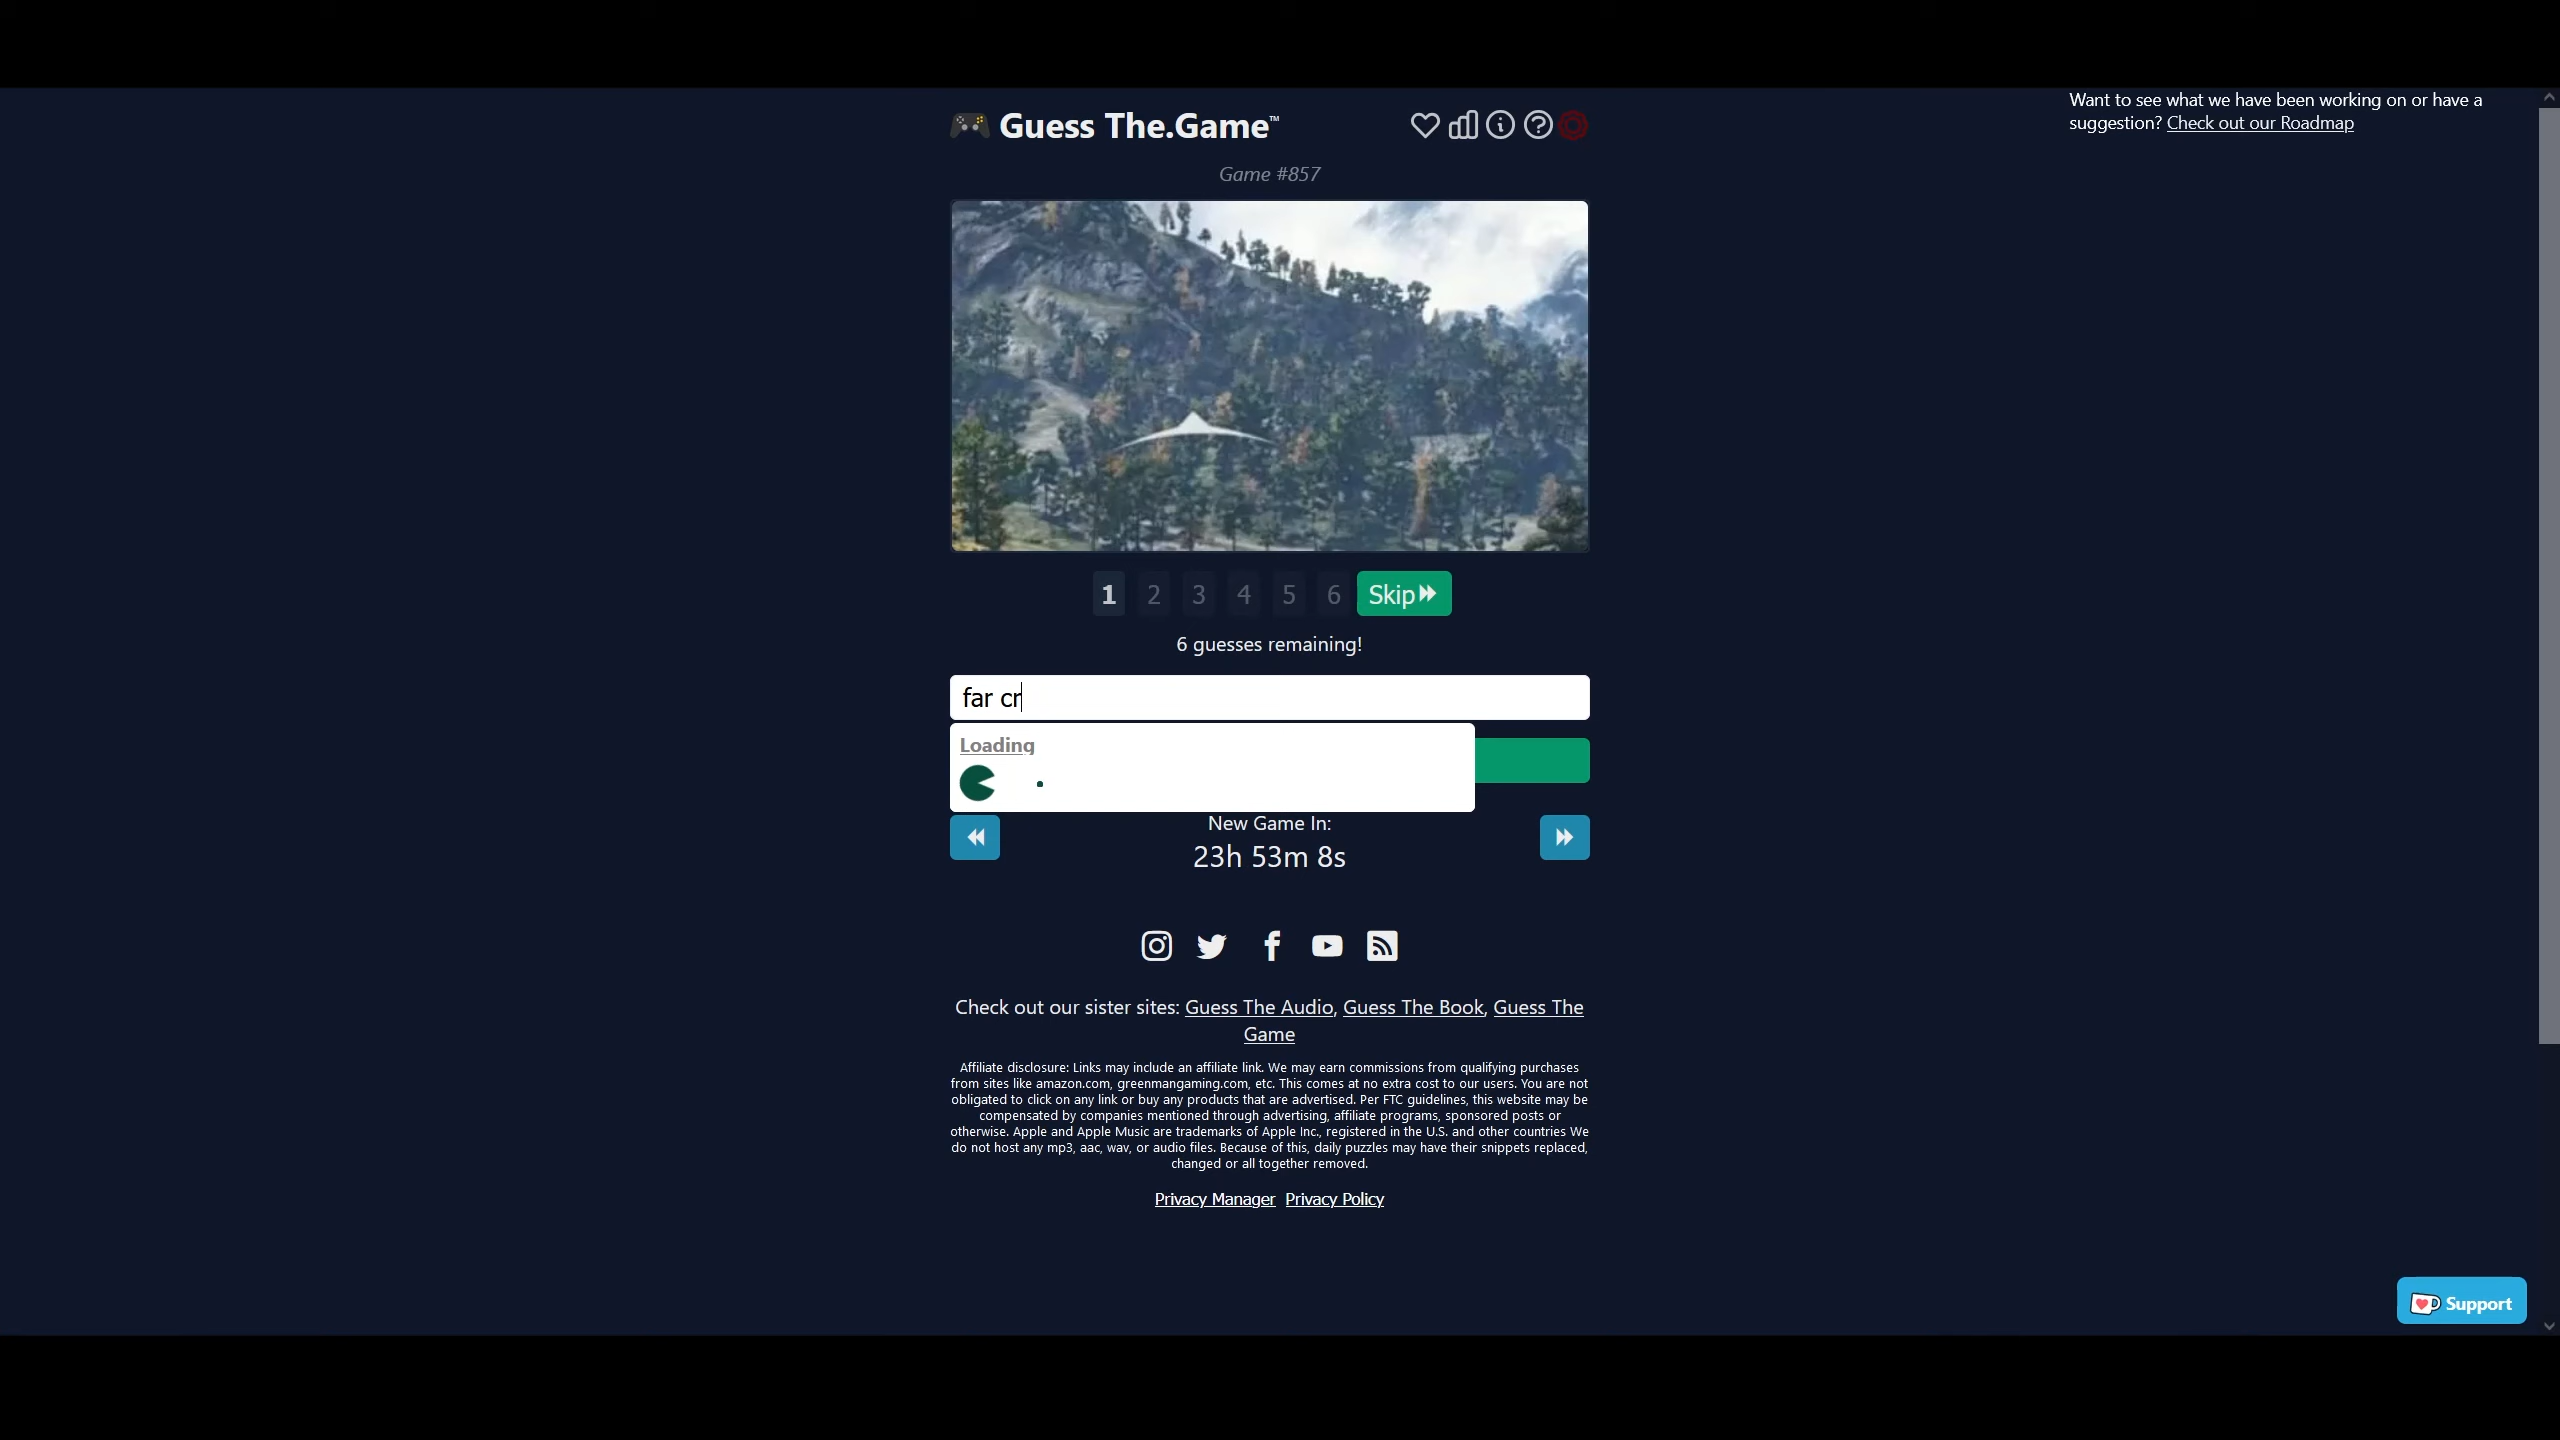 Want to see what we have been working on or have a
suggestion? Check out our Roadmap
Guess The.Game™
Game #857
1 2 3 4 5 6 Skip
6 guesses remaining!
far cr
Loading
New Game In:
23h 53m 8s
Check out our sister sites: Guess The Audio, Guess The Book, Guess The
Game
Affiliate disclosure: Links may include an affiliate link. We may earn commissions from qualifying purchases
from sites like amazon.com, greenmangaming.com, etc. This comes at no extra cost to our users. You are not
obligated to click on any link or buy any products that are advertised. Per FTC guidelines, this website may be
compensated by companies mentioned through advertising, affiliate programs, sponsored posts or
otherwise. Apple and Apple Music are trademarks of Apple Inc., registered in the U.S. and other countries We
do not host any mp3, aac, wav, or audio files. Because of this, daily puzzles may have their snippets replaced,
changed or all together removed.
Privacy Manager Privacy Policy
Support